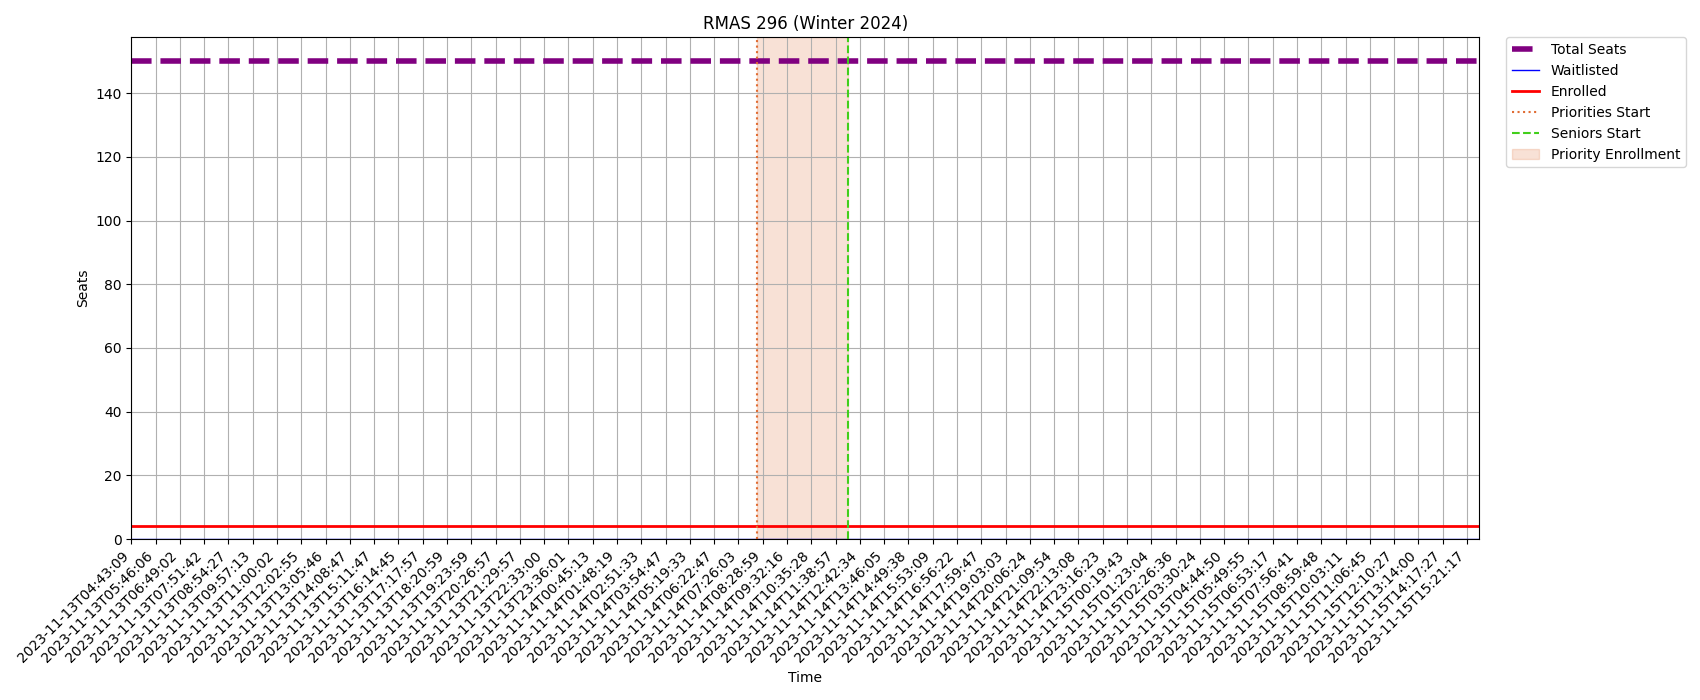 RMAS 296 (Winter 2024)
Total Seats
Waitlisted
Enrolled
Priorities Start
Seniors Start
Priority Enrollment
Seats
140
120
100
80
60
40
20
0
2023-11-13T04:43:09
2023-11-13T05:46:06
2023-11-13T06:49:02
2023-11-13T07:51:42
2023-11-13T08:54:27
2023-11-13T09:57:13
2023-11-13T11:00:02
2023-11-13T12:02:55
2023-11-13T13:05:46
2023-11-13T14:08:47
2023-11-13T15:11:47
2023-11-13T16:14:45
2023-11-13T17:17:57
2023-11-13T18:20:59
2023-11-13T19:23:59
2023-11-13T20:26:57
2023-11-13T21:29:57
2023-11-13T22:33:00
2023-11-13T23:36:01
2023-11-14T00:45:13
2023-11-14T01:48:19
2023-11-14T02:51:33
2023-11-14T03:54:47
2023-11-14T05:19:33
2023-11-14T06:22:47
2023-11-14T07:26:03
2023-11-14T08:28:59
2023-11-14T09:32:16
2023-11-14T10:35:28
2023-11-14T11:38:57
2023-11-14T12:42:34
2023-11-14T13:46:05
2023-11-14T14:49:38
2023-11-14T15:53:09
2023-11-14T16:56:22
2023-11-14T17:59:47
2023-11-14T19:03:03
2023-11-14T20:06:24
2023-11-14T21:09:54
2023-11-14T22:13:08
2023-11-14T23:16:23
2023-11-15T00:19:43
2023-11-15T01:23:04
2023-11-15T02:26:36
2023-11-15T03:30:24
2023-11-15T04:44:50
2023-11-15T05:49:55
2023-11-15T06:53:17
2023-11-15T07:56:41
2023-11-15T08:59:48
2023-11-15T10:03:11
2023-11-15T11:06:45
2023-11-15T12:10:27
2023-11-15T13:14:00
2023-11-15T14:17:27
2023-11-15T15:21:17
Time